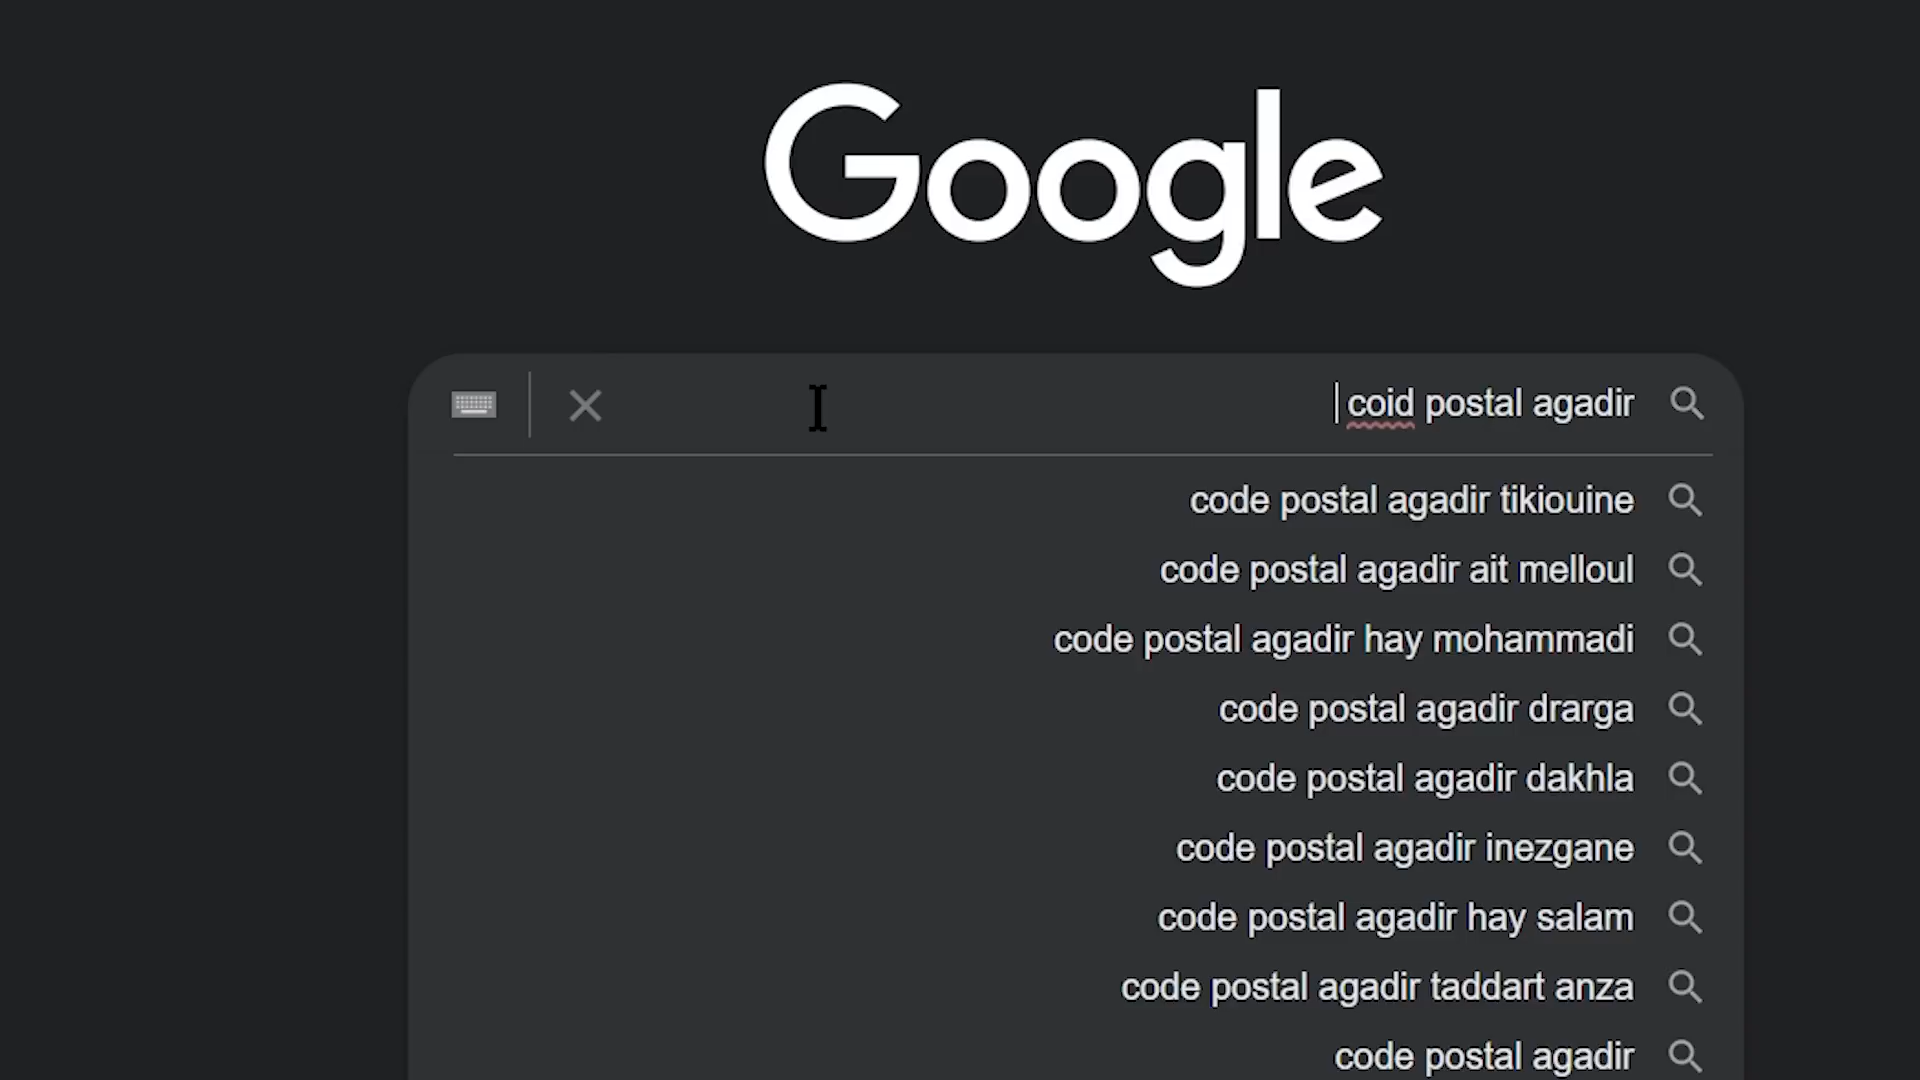 Google
coid postal agadir
code postal agadir tikiouine
code postal agadir ait melloul
code postal agadir hay mohammadi
code postal agadir drarga
code postal agadir dakhla
code postal agadir inezgane
code postal agadir hay salam
code postal agadir taddart anza
code postal agadir